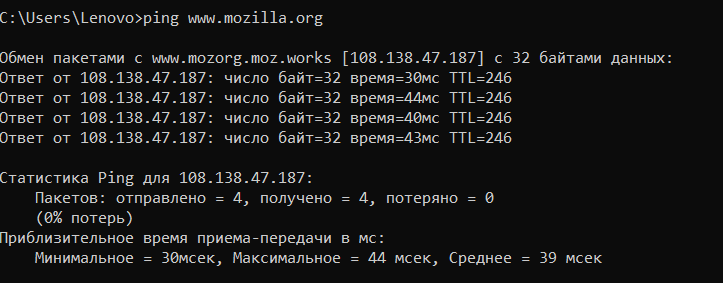 C:\Users\Lenovo>ping www.mozilla.org
Обмен пакетами с www.mozorg.moz.works [108.138.47.187] с 32 байтами данных:
Ответ от 108.138.47.187: число байт=32 время=30мс TTL=246
Ответ от 108.138.47.187: число байт=32 время=44мс TTL=246
Ответ от 108.138.47.187: число байт=32 время=40мс TTL=246
Ответ от 108.138.47.187: число байт=32 время=43мс TTL=246
Статистика Ping для 108.138.47.187:
Пакетов: отправлено = 4, получено = 4, потеряно = 0
(0% потерь)
Приблизительное время приема-передачи в мс:
Минимальное = 30мсек, Максимальное = 44 мсек, Среднее = 39 мсек